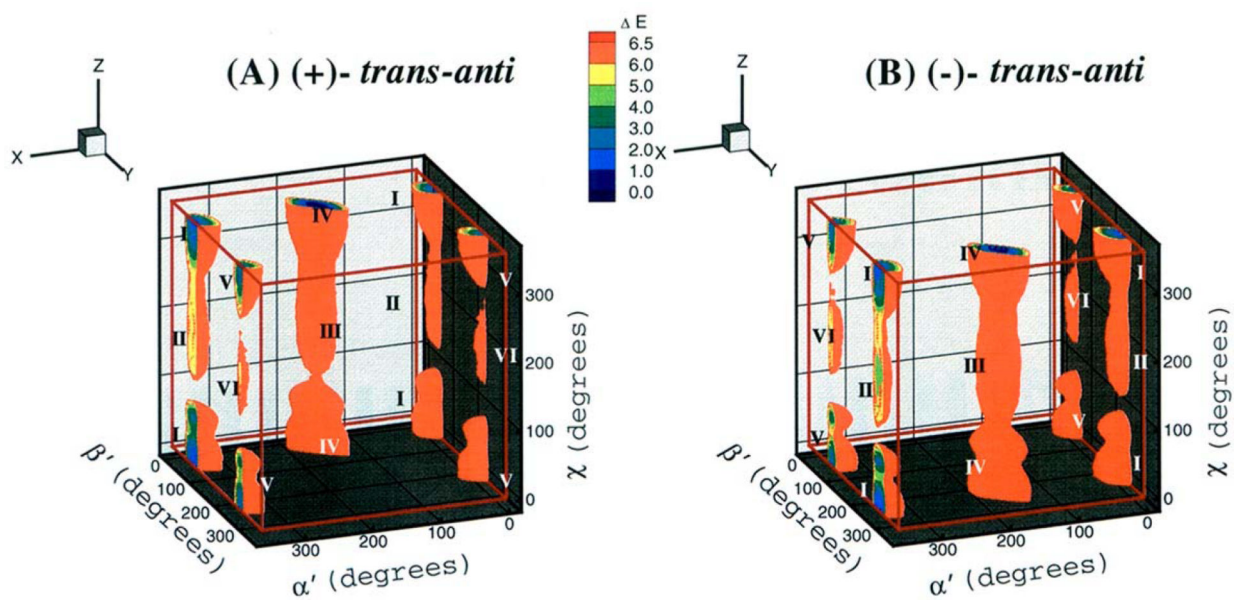 (A) (+)- trans-anti
Z
X
Y
I
IV
I
V
V
II
III
II
VI
VI
I
I
IV
V
V
300
200
100
0
χ (degrees)
0
100
200
300
β′ (degrees)
300
200
100
0
α′ (degrees)
Δ E
6.5
6.0
5.0
4.0
3.0
2.0
1.0
0.0
(B) (-)- trans-anti
Z
X
Y
V
IV
V
I
I
VI
VI
II
III
II
V
V
IV
I
I
300
200
100
0
χ (degrees)
0
100
200
300
β′ (degrees)
300
200
100
0
α′ (degrees)